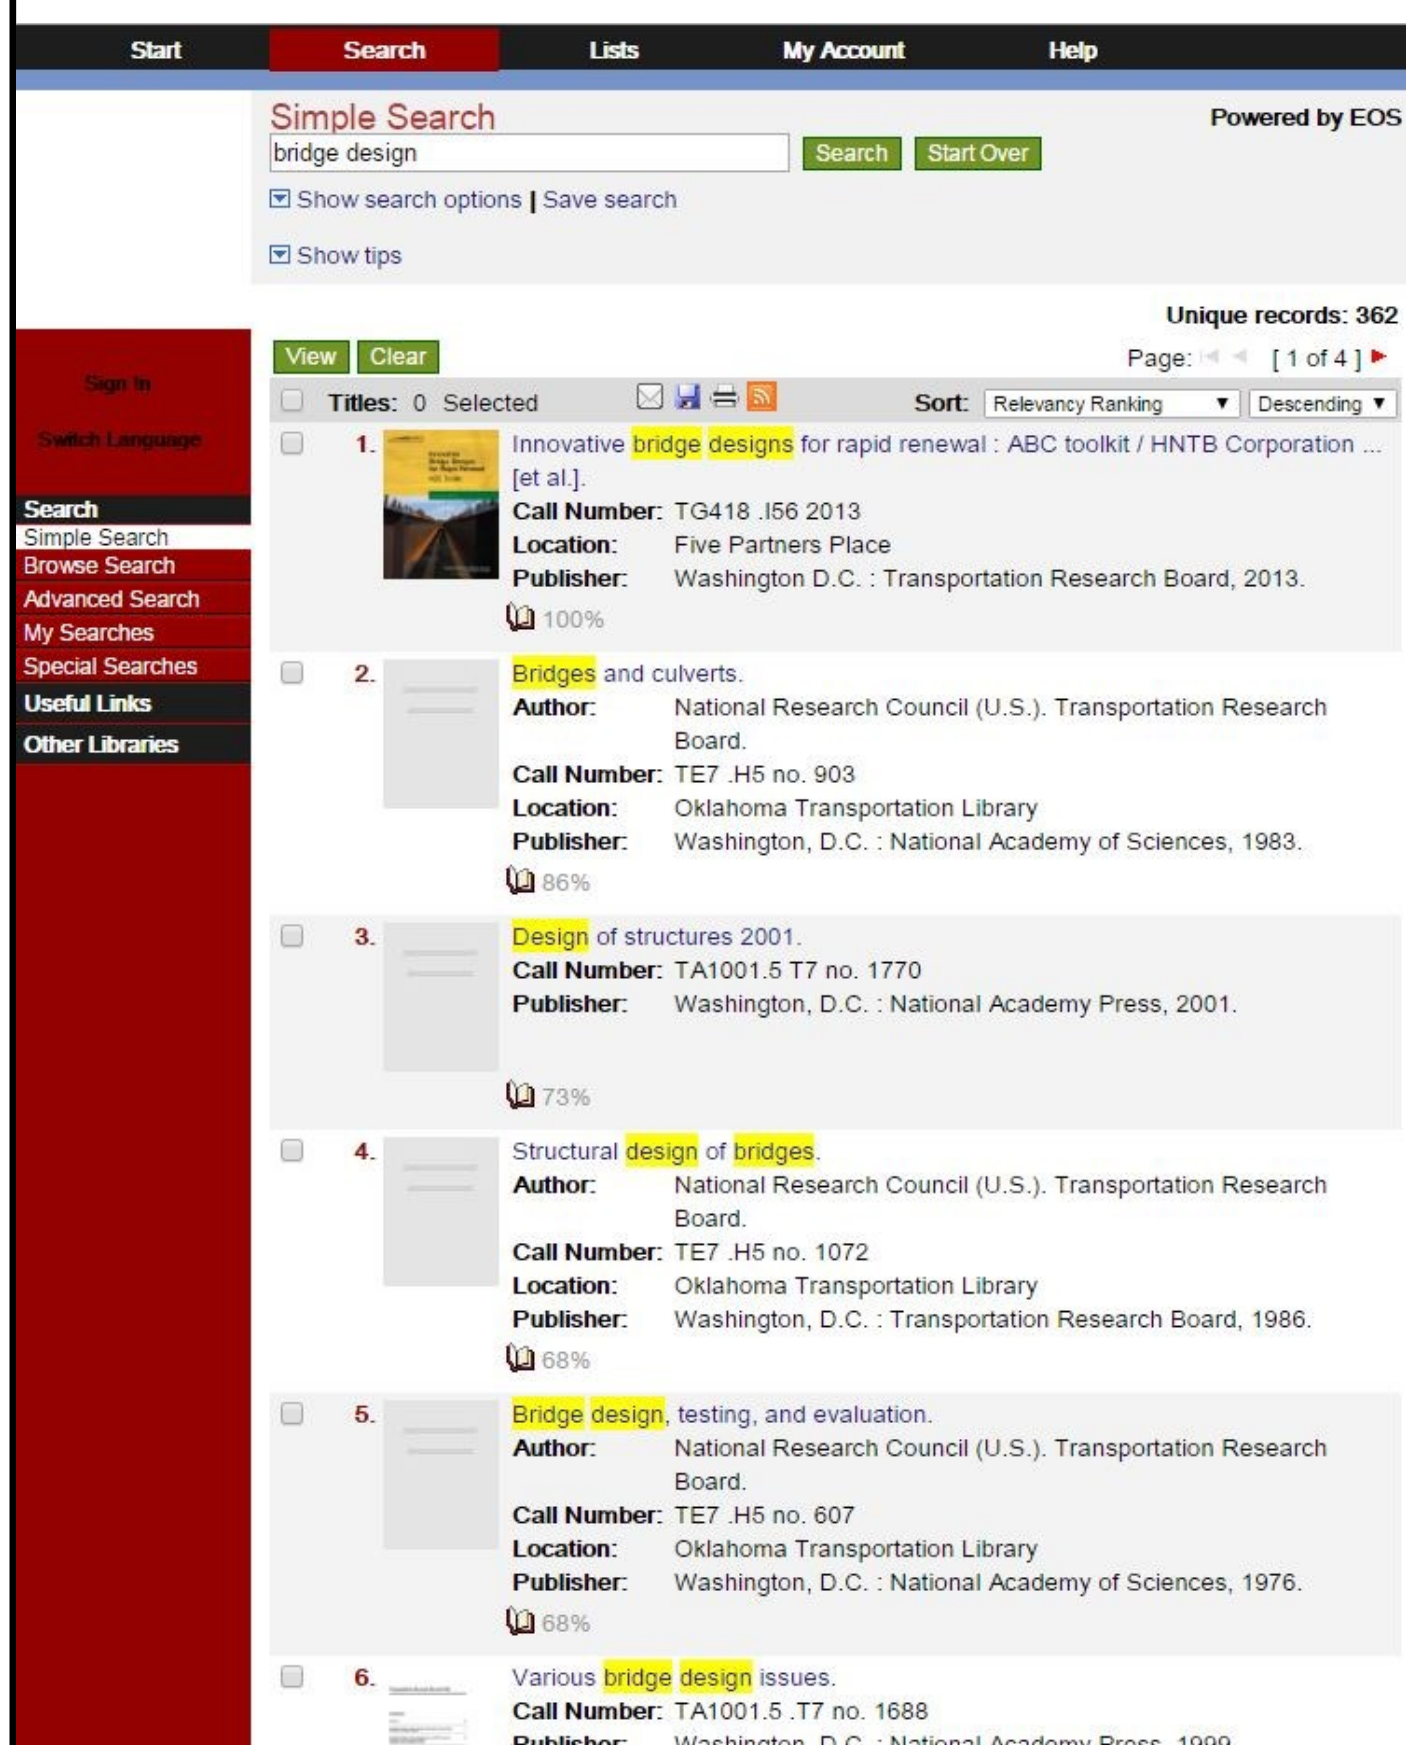 Start Search Lists My Account Help
Simple Search
Powered by EOS
bridge design Search Start Over
Show search options | Save search
Show tips
Unique records: 362
View Clear Page: [ 1 of 4 ]
Sign In
Titles: 0 Selected Sort: Relevancy Ranking Descending
Switch Language
Search
Simple Search
Browse Search
Advanced Search
My Searches
Special Searches
Useful Links
Other Libraries
1. Innovative bridge designs for rapid renewal : ABC toolkit / HNTB Corporation ...
[et al.].
Call Number: TG418 .I56 2013
Location: Five Partners Place
Publisher: Washington D.C. : Transportation Research Board, 2013.
100%
2. Bridges and culverts.
Author: National Research Council (U.S.). Transportation Research
Board.
Call Number: TE7 .H5 no. 903
Location: Oklahoma Transportation Library
Publisher: Washington, D.C. : National Academy of Sciences, 1983.
86%
3. Design of structures 2001.
Call Number: TA1001.5 T7 no. 1770
Publisher: Washington, D.C. : National Academy Press, 2001.
73%
4. Structural design of bridges.
Author: National Research Council (U.S.). Transportation Research
Board.
Call Number: TE7 .H5 no. 1072
Location: Oklahoma Transportation Library
Publisher: Washington, D.C. : Transportation Research Board, 1986.
68%
5. Bridge design, testing, and evaluation.
Author: National Research Council (U.S.). Transportation Research
Board.
Call Number: TE7 .H5 no. 607
Location: Oklahoma Transportation Library
Publisher: Washington, D.C. : National Academy of Sciences, 1976.
68%
6. Various bridge design issues.
Call Number: TA1001.5 .T7 no. 1688
Publisher: Washington, D.C. : National Academy Press, 1999.